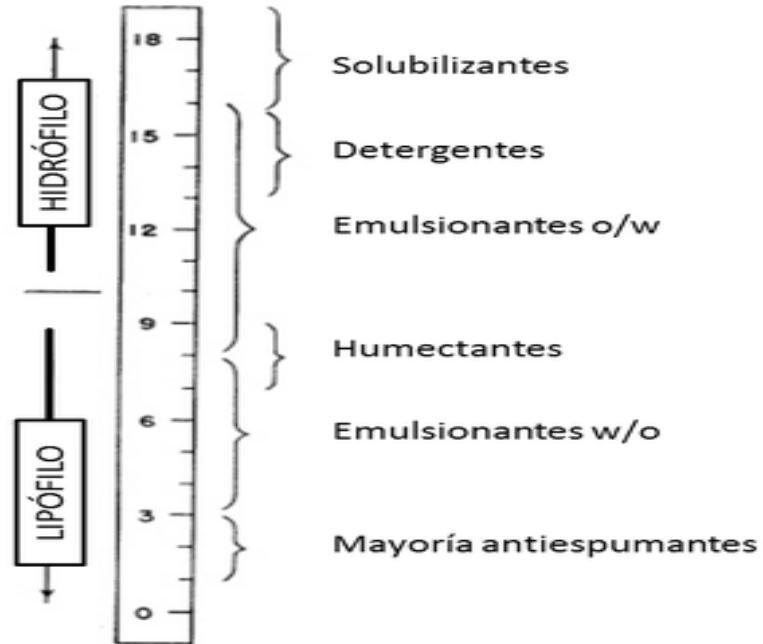 18
Solubilizantes
HIDRÓFILO
15
Detergentes
12
Emulsionantes o/w
9
Humectantes
6
Emulsionantes w/o
LIPÓFILO
3
Mayoría antiespumantes
0